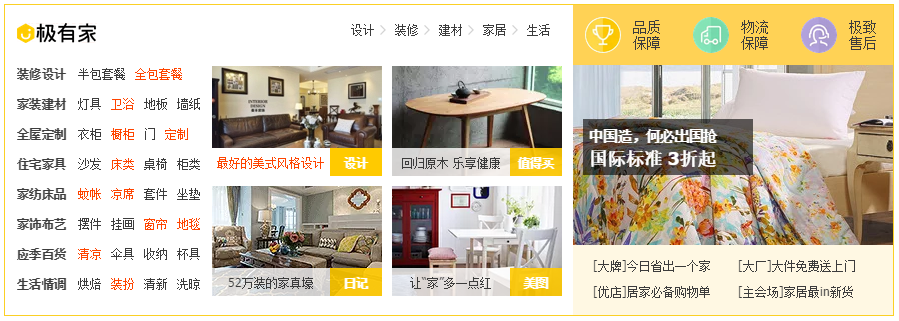 极有家
设计 > 装修 > 建材 > 家居 > 生活
装修设计 半包套餐 全包套餐
家装建材 灯具 卫浴 地板 墙纸
全屋定制 衣柜 橱柜 门 定制
住宅家具 沙发 床类 桌椅 柜类
家纺床品 蚊帐 凉席 套件 坐垫
家饰布艺 摆件 挂画 窗帘 地毯
应季百货 清凉 伞具 收纳 杯具
生活情调 烘焙 装扮 清新 洗晾
INTERIOR
DESIGN
最好的美式风格设计 设计
回归原木 乐享健康 值得买
52万装的家真壕 日记
让“家”多一点红 美图
品质
保障
物流
保障
极致
售后
中国造，何必出国抢
国际标准 3折起
[大牌]今日省出一个家
[大厂]大件免费送上门
[优店]居家必备购物单
[主会场]家居最in新货